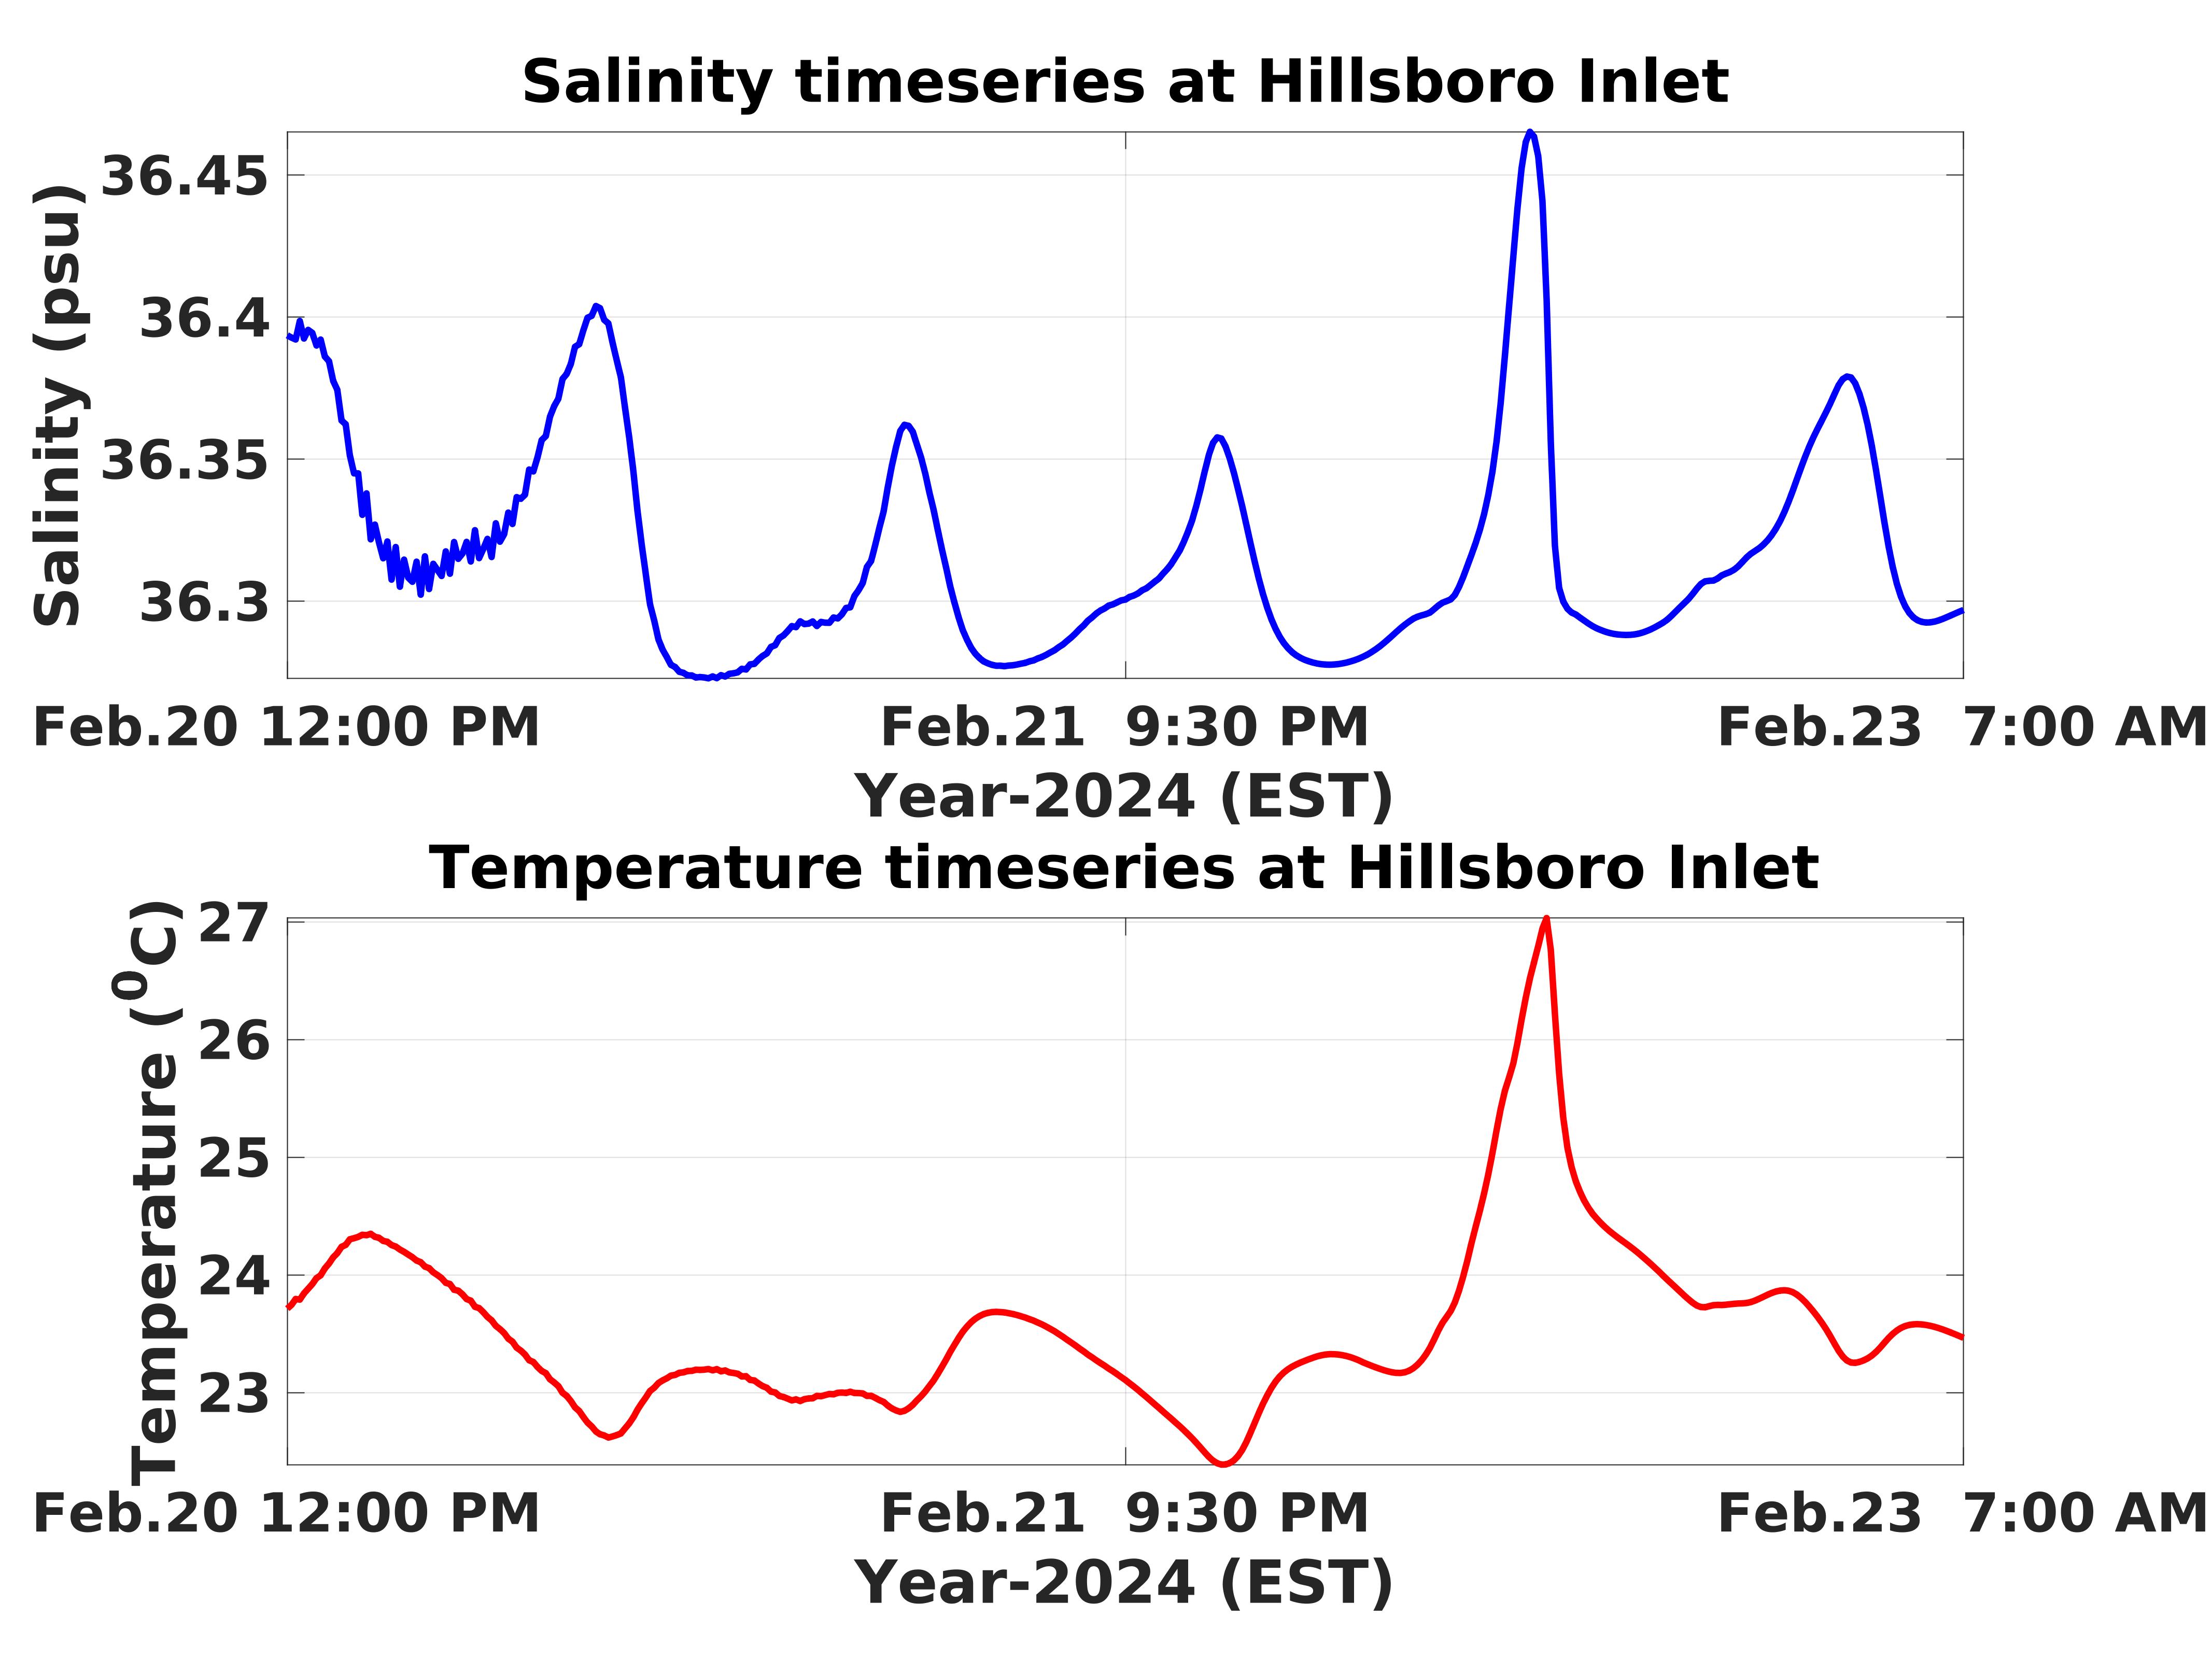 Salinity timeseries at Hillsboro Inlet
Salinity (psu)
36.45
36.4
36.35
36.3
Feb.20 12:00 PM Feb.21 9:30 PM Feb.23 7:00 AM
Year-2024 (EST)
Temperature timeseries at Hillsboro Inlet
Temperature (⁰C)
27
26
25
24
23
Feb.20 12:00 PM Feb.21 9:30 PM Feb.23 7:00 AM
Year-2024 (EST)